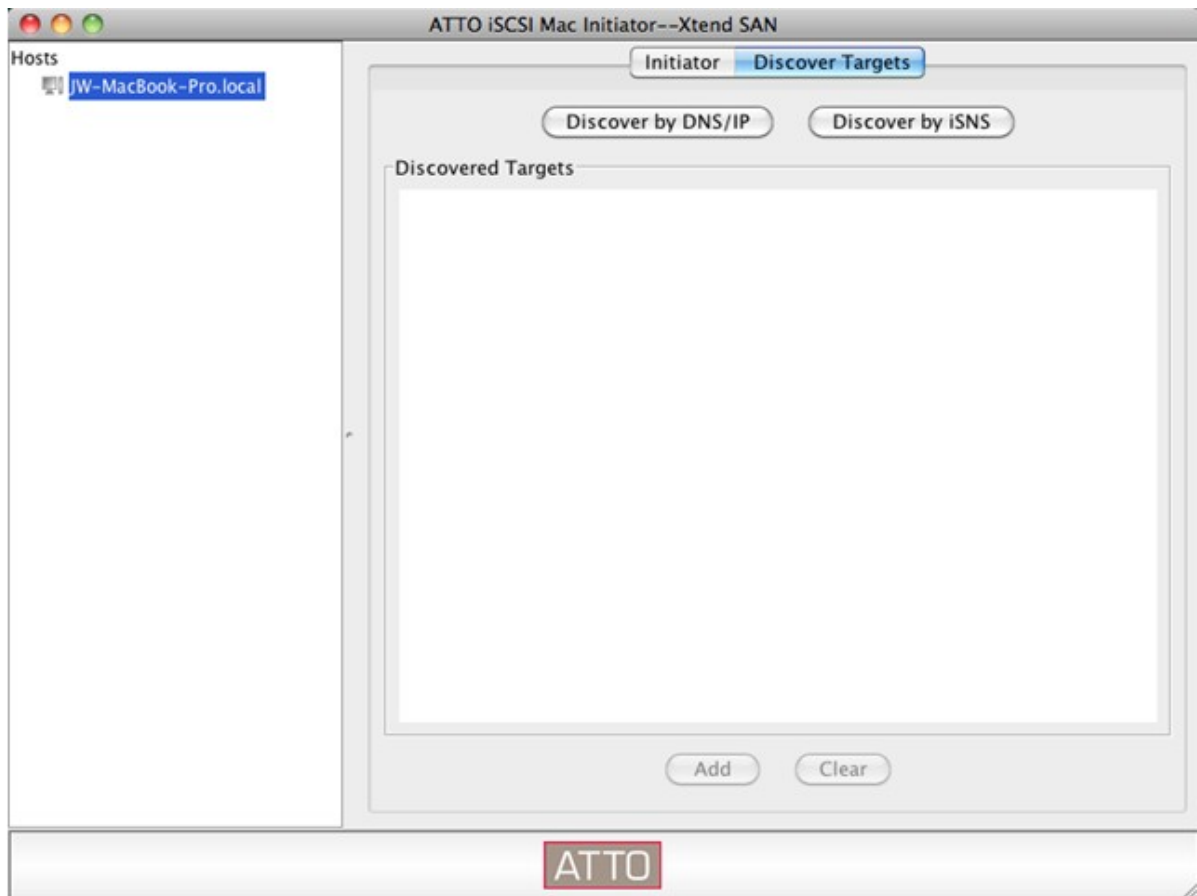 ATTO iSCSI Mac Initiator--Xtend SAN
Hosts
JW-MacBook-Pro.local
Initiator Discover Targets
Discover by DNS/IP Discover by iSNS
Discovered Targets
Add Clear
ATTO